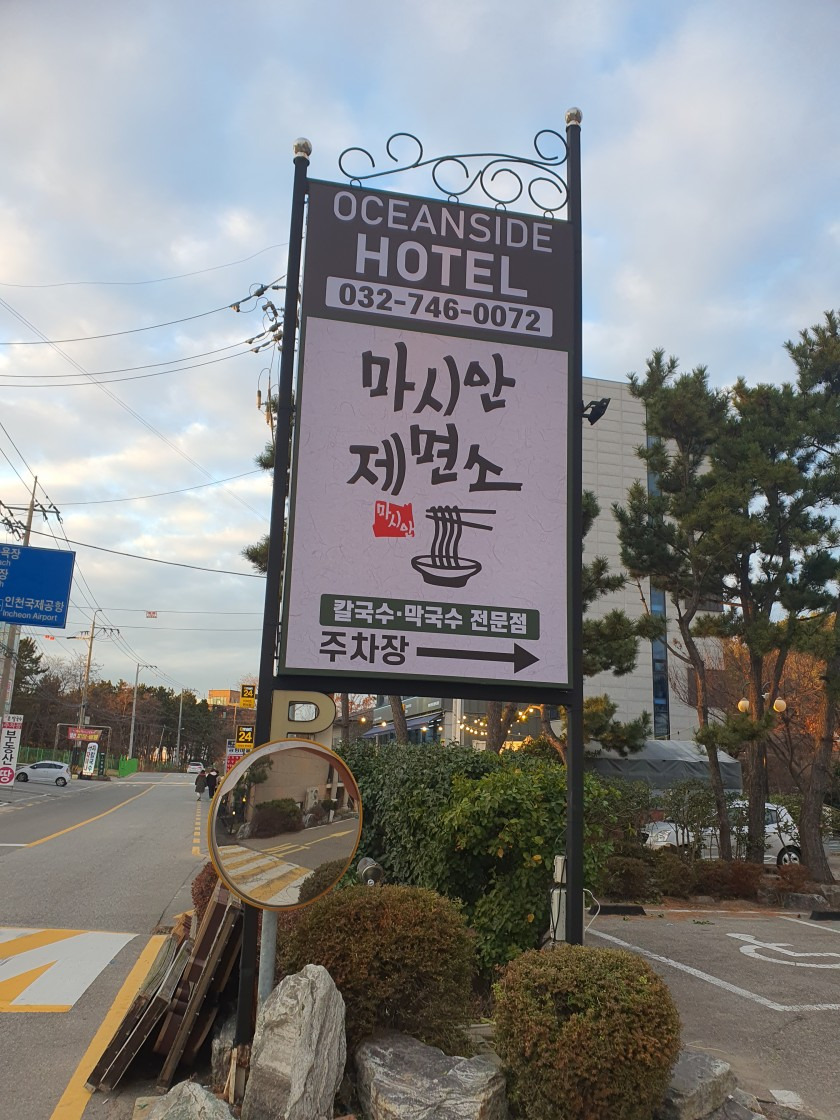 OCEANSIDE
HOTEL
032-746-0072
마시안
제면소
마시안
칼국수·막국수 전문점
주차장
P
24
24
인천국제공항
Incheon Airport
부동산
땅